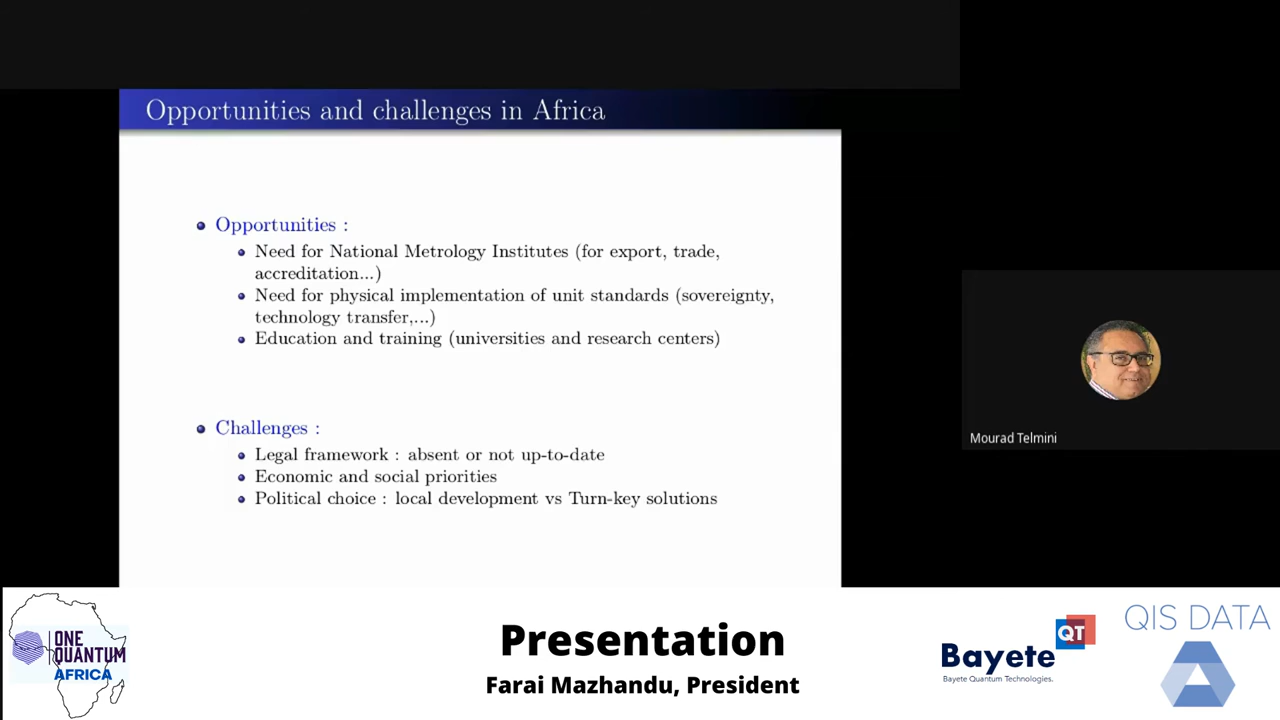 Opportunities and challenges in Africa
Opportunities :
Need for National Metrology Institutes (for export, trade,
accreditation...)
Need for physical implementation of unit standards (sovereignty,
technology transfer,...)
Education and training (universities and research centers)
Challenges :
Legal framework : absent or not up-to-date
Economic and social priorities
Political choice : local development vs Turn-key solutions
Mourad Telmini
ONE
QUANTUM
AFRICA
Presentation
Farai Mazhandu, President
QT
Bayete
Bayete Quantum Technologies.
QIS DATA